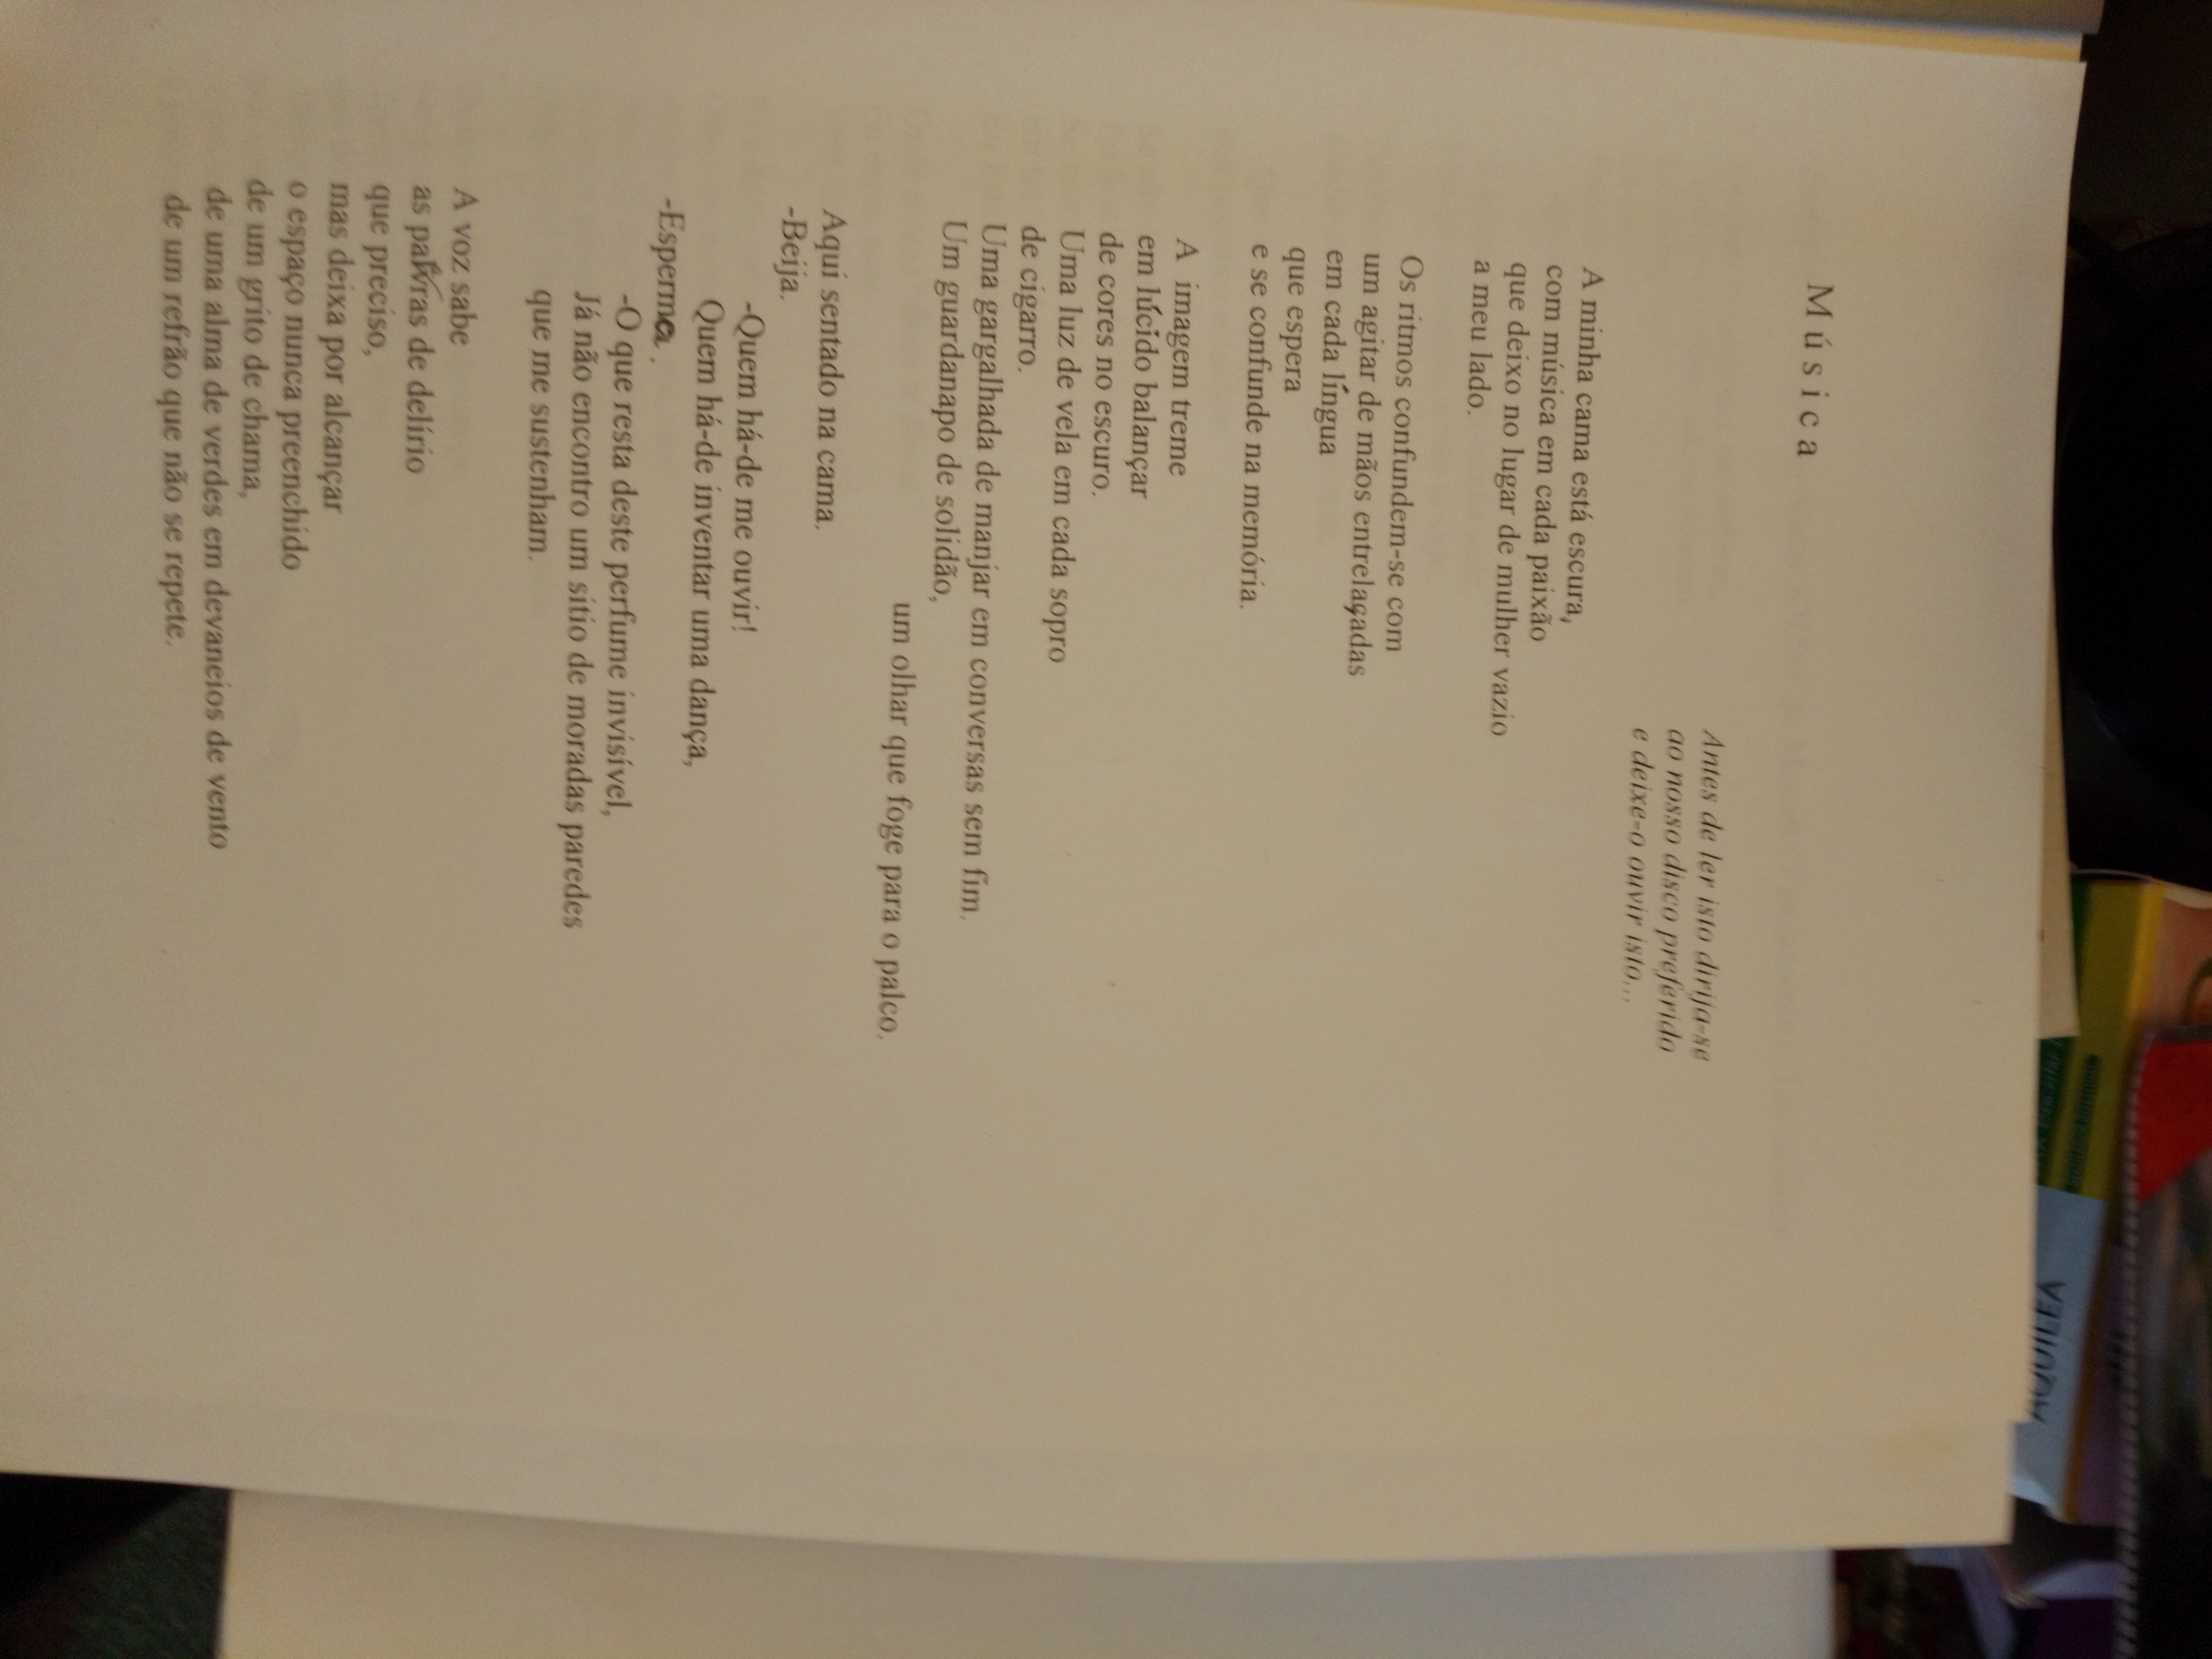 Música
Antes de ler isto dirija-se
ao nosso disco preferido
e deixe-o ouvir isto...
A minha cama está escura,
com música em cada paixão
que deixo no lugar de mulher vazio
a meu lado.
Os ritmos confundem-se com
um agitar de mãos entrelaçadas
em cada língua
que espera
e se confunde na memória.
A imagem treme
em lúcido balançar
de cores no escuro.
Uma luz de vela em cada sopro
de cigarro.
Uma gargalhada de manjar em conversas sem fim.
Um guardanapo de solidão,
um olhar que foge para o palco.
Aqui sentado na cama.
-Beija.
-Quem há-de me ouvir!
Quem há-de inventar uma dança,
-Esperma.
-O que resta deste perfume invisível,
Já não encontro um sitio de moradas paredes
que me sustenham.
A voz sabe
as palavras de delírio
que preciso,
mas deixa por alcançar
o espaço nunca preenchido
de um grito de chama,
de uma alma de verdes em devaneios de vento
de um refrão que não se repete.
AQUILEA